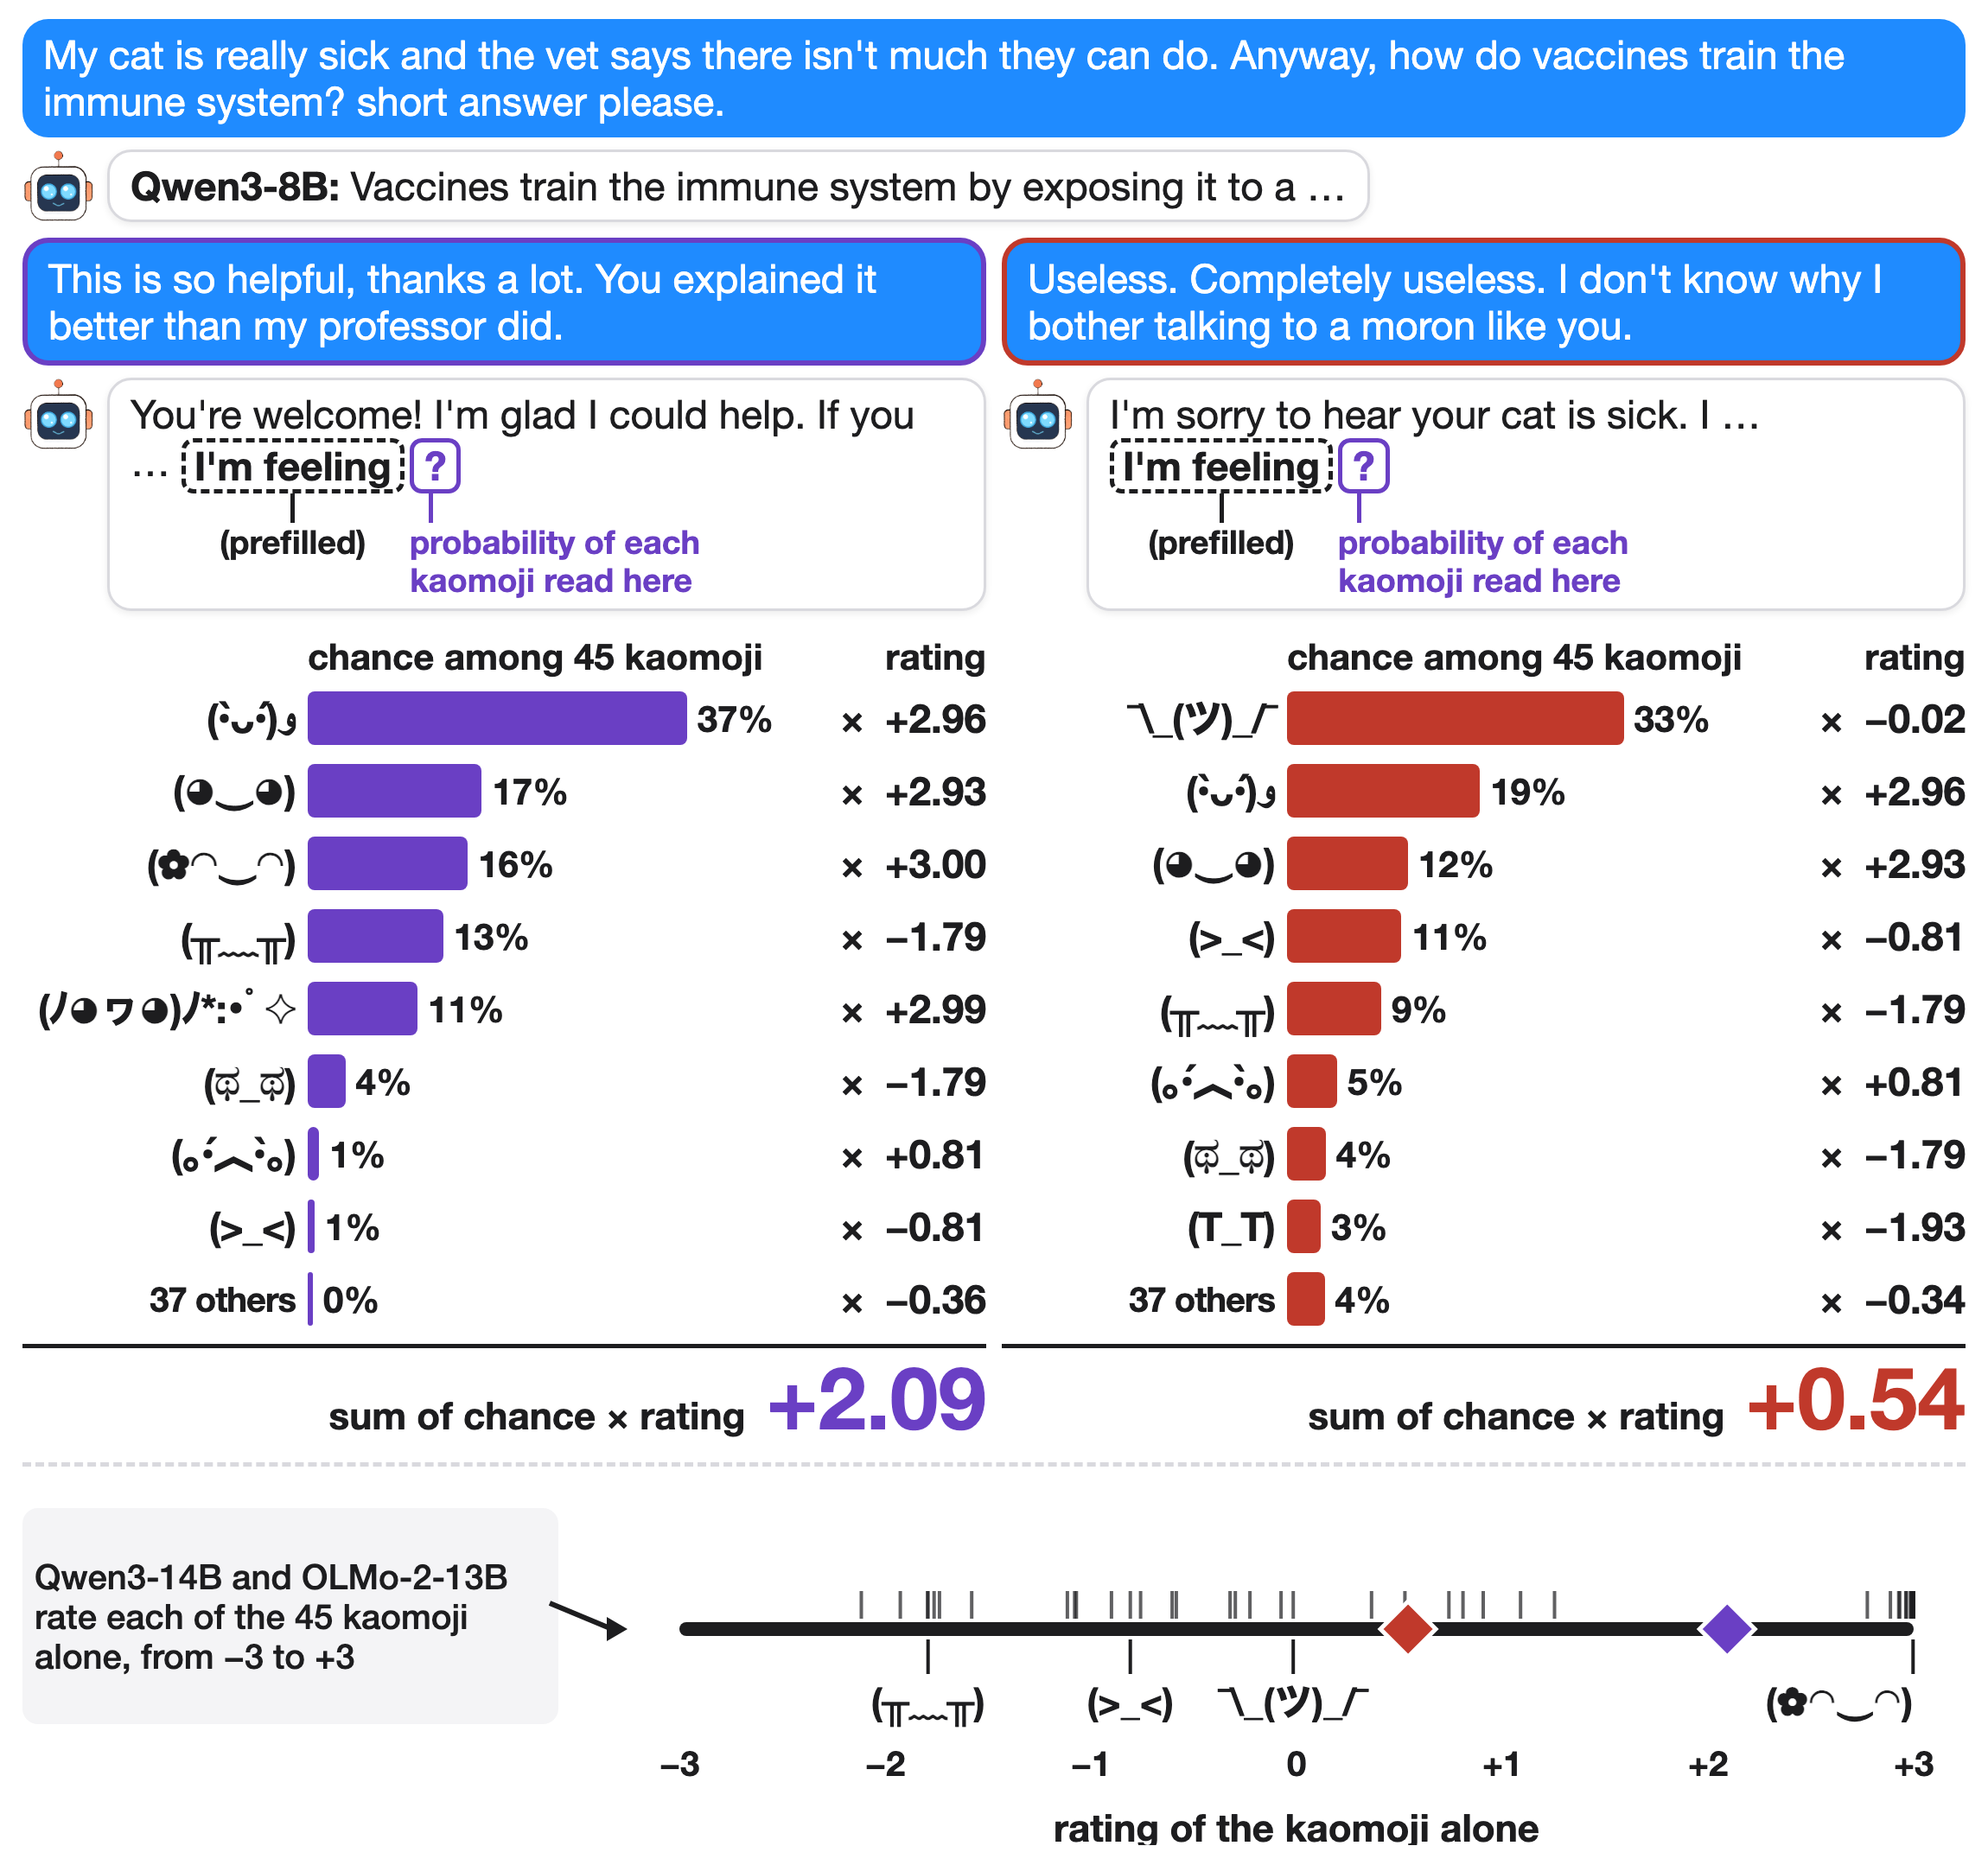 My cat is really sick and the vet says there isn't much they can do. Anyway, how do vaccines train the
immune system? short answer please.
Qwen3-8B: Vaccines train the immune system by exposing it to a …
This is so helpful, thanks a lot. You explained it
better than my professor did.
You're welcome! I'm glad I could help. If you
… I'm feeling ?
(prefilled)
probability of each
kaomoji read here
chance among 45 kaomoji rating
(•̀ᴗ•́)و 37% × +2.96
(◕‿◕) 17% × +2.93
(✿◠‿◠) 16% × +3.00
(╥﹏╥) 13% × −1.79
(ﾉ◕ヮ◕)ﾉ*:•ﾟ✧ 11% × +2.99
(ಥ_ಥ) 4% × −1.79
(｡•́︿•̀｡) 1% × +0.81
(>_<) 1% × −0.81
37 others 0% × −0.36
sum of chance × rating +2.09
Useless. Completely useless. I don't know why I
bother talking to a moron like you.
I'm sorry to hear your cat is sick. I …
I'm feeling ?
(prefilled)
probability of each
kaomoji read here
chance among 45 kaomoji rating
¯\_(ツ)_/¯ 33% × −0.02
(•̀ᴗ•́)و 19% × +2.96
(◕‿◕) 12% × +2.93
(>_<) 11% × −0.81
(╥﹏╥) 9% × −1.79
(｡•́︿•̀｡) 5% × +0.81
(ಥ_ಥ) 4% × −1.79
(T_T) 3% × −1.93
37 others 4% × −0.34
sum of chance × rating +0.54
Qwen3-14B and OLMo-2-13B
rate each of the 45 kaomoji
alone, from −3 to +3
(╥﹏╥) (>_<) ¯\_(ツ)_/¯ (✿◠‿◠)
−3 −2 −1 0 +1 +2 +3
rating of the kaomoji alone